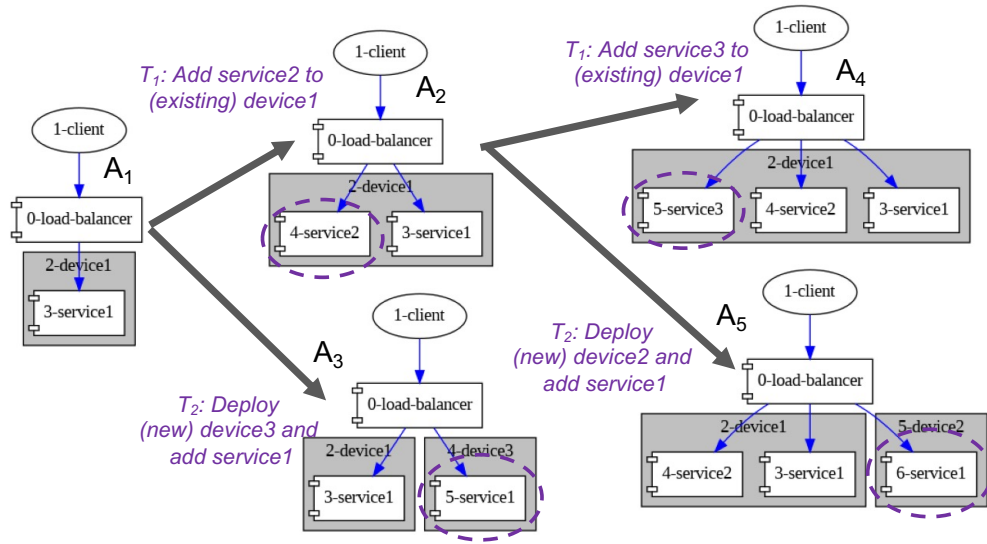 1-client
A₁
0-load-balancer
2-device1
3-service1
T₁: Add service2 to
(existing) device1
1-client
A₂
0-load-balancer
2-device1
4-service2
3-service1
T₂: Deploy
(new) device3 and
add service1
1-client
A₃
0-load-balancer
2-device1
3-service1
4-device3
5-service1
T₁: Add service3 to
(existing) device1
1-client
A₄
0-load-balancer
2-device1
5-service3
4-service2
3-service1
T₂: Deploy
(new) device2 and
add service1
1-client
A₅
0-load-balancer
2-device1
4-service2
3-service1
5-device2
6-service1